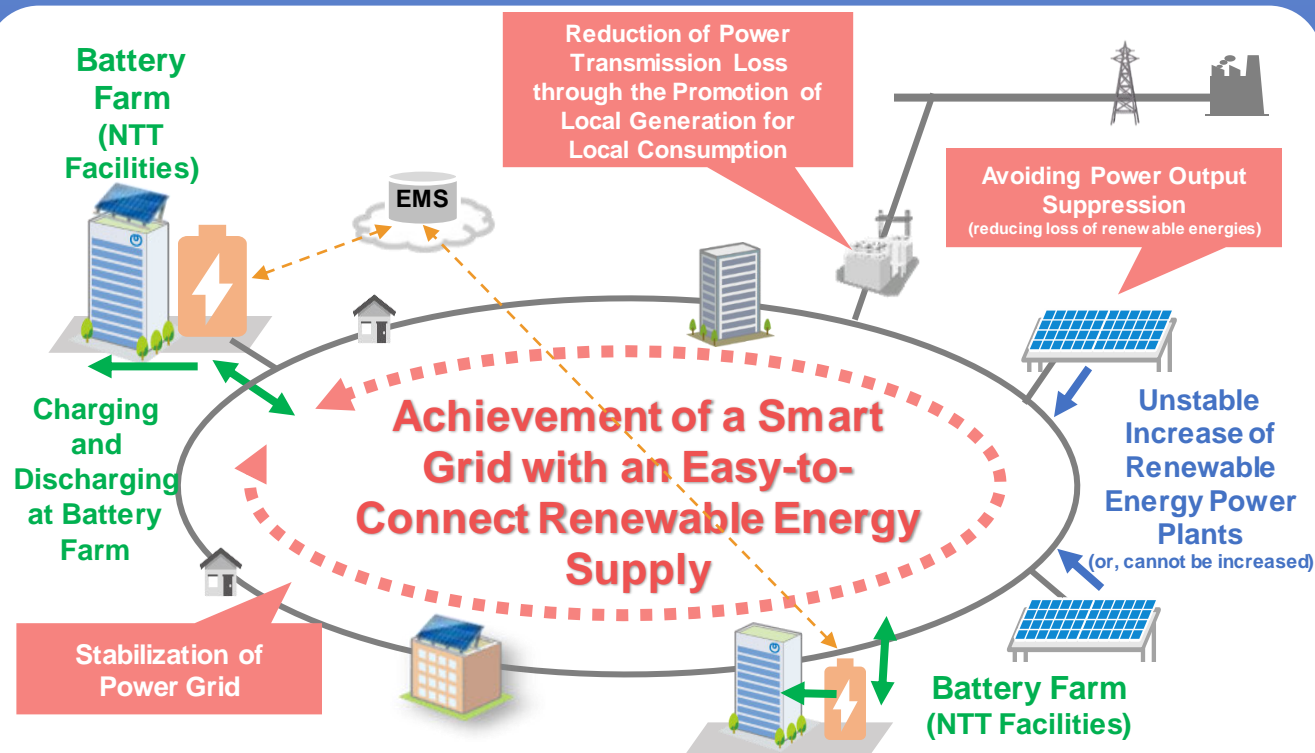 Battery
Farm
(NTT
Facilities)
Reduction of Power
Transmission Loss
through the Promotion of
Local Generation for
Local Consumption
EMS
Avoiding Power Output
Suppression
(reducing loss of renewable energies)
Charging
and
Discharging
at Battery
Farm
Achievement of a Smart
Grid with an Easy-to-
Connect Renewable Energy
Supply
Unstable
Increase of
Renewable
Energy Power
Plants
(or, cannot be increased)
Stabilization of
Power Grid
Battery Farm
(NTT Facilities)